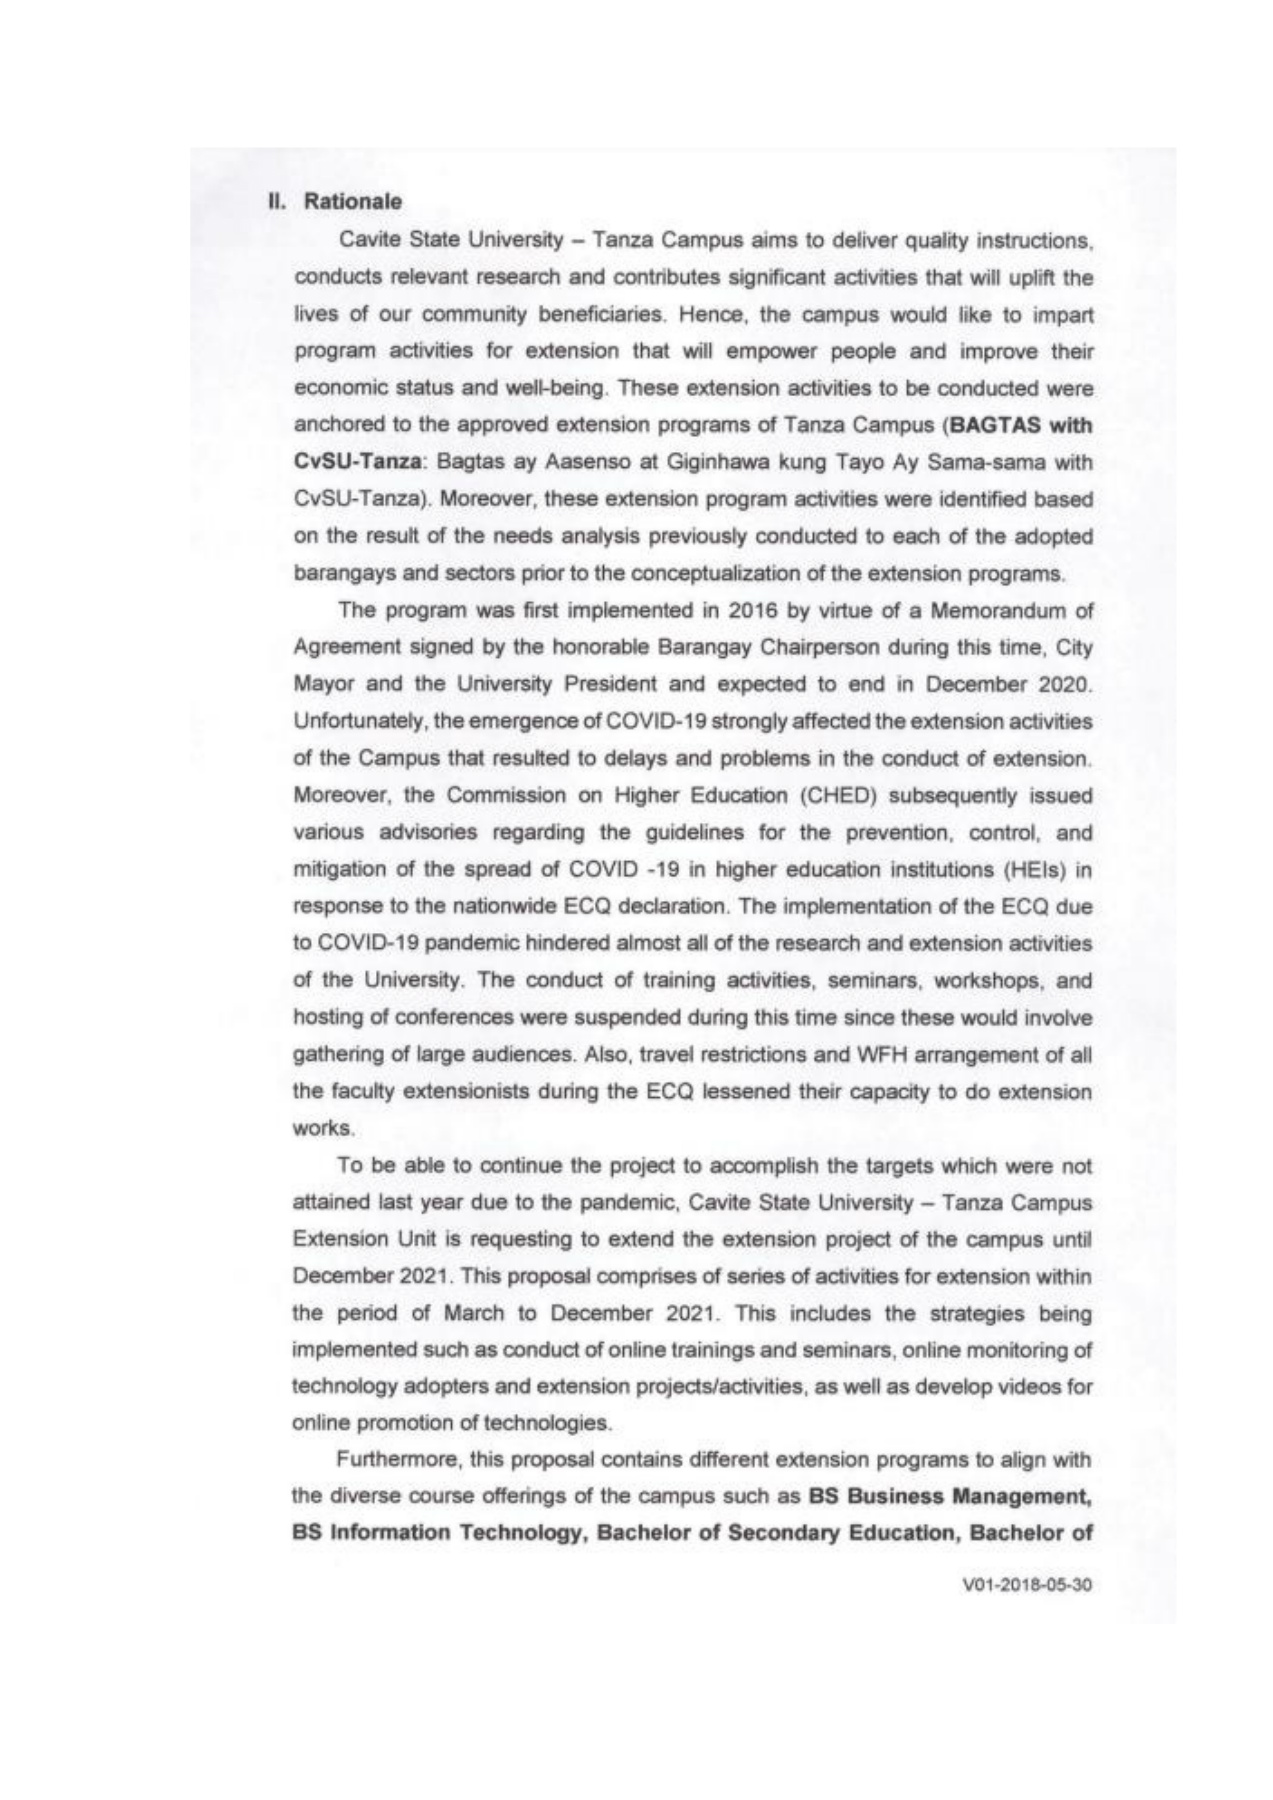 II. Rationale
Cavite State University – Tanza Campus aims to deliver quality instructions,
conducts relevant research and contributes significant activities that will uplift the
lives of our community beneficiaries. Hence, the campus would like to impart
program activities for extension that will empower people and improve their
economic status and well-being. These extension activities to be conducted were
anchored to the approved extension programs of Tanza Campus (BAGTAS with
CvSU-Tanza: Bagtas ay Aasenso at Giginhawa kung Tayo Ay Sama-sama with
CvSU-Tanza). Moreover, these extension program activities were identified based
on the result of the needs analysis previously conducted to each of the adopted
barangays and sectors prior to the conceptualization of the extension programs.
The program was first implemented in 2016 by virtue of a Memorandum of
Agreement signed by the honorable Barangay Chairperson during this time, City
Mayor and the University President and expected to end in December 2020.
Unfortunately, the emergence of COVID-19 strongly affected the extension activities
of the Campus that resulted to delays and problems in the conduct of extension.
Moreover, the Commission on Higher Education (CHED) subsequently issued
various advisories regarding the guidelines for the prevention, control, and
mitigation of the spread of COVID -19 in higher education institutions (HEIs) in
response to the nationwide ECQ declaration. The implementation of the ECQ due
to COVID-19 pandemic hindered almost all of the research and extension activities
of the University. The conduct of training activities, seminars, workshops, and
hosting of conferences were suspended during this time since these would involve
gathering of large audiences. Also, travel restrictions and WFH arrangement of all
the faculty extensionists during the ECQ lessened their capacity to do extension
works.
To be able to continue the project to accomplish the targets which were not
attained last year due to the pandemic, Cavite State University – Tanza Campus
Extension Unit is requesting to extend the extension project of the campus until
December 2021. This proposal comprises of series of activities for extension within
the period of March to December 2021. This includes the strategies being
implemented such as conduct of online trainings and seminars, online monitoring of
technology adopters and extension projects/activities, as well as develop videos for
online promotion of technologies.
Furthermore, this proposal contains different extension programs to align with
the diverse course offerings of the campus such as BS Business Management,
BS Information Technology, Bachelor of Secondary Education, Bachelor of
V01-2018-05-30